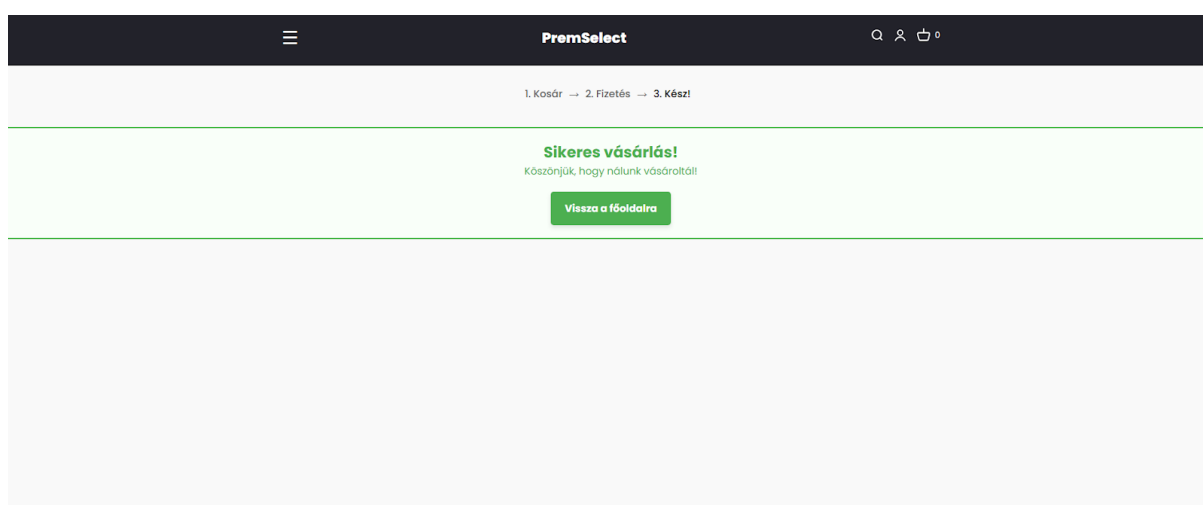 PremSelect
0
1. Kosár → 2. Fizetés → 3. Kész!
Sikeres vásárlás!
Köszönjük, hogy nálunk vásároltál!
Vissza a főoldalra